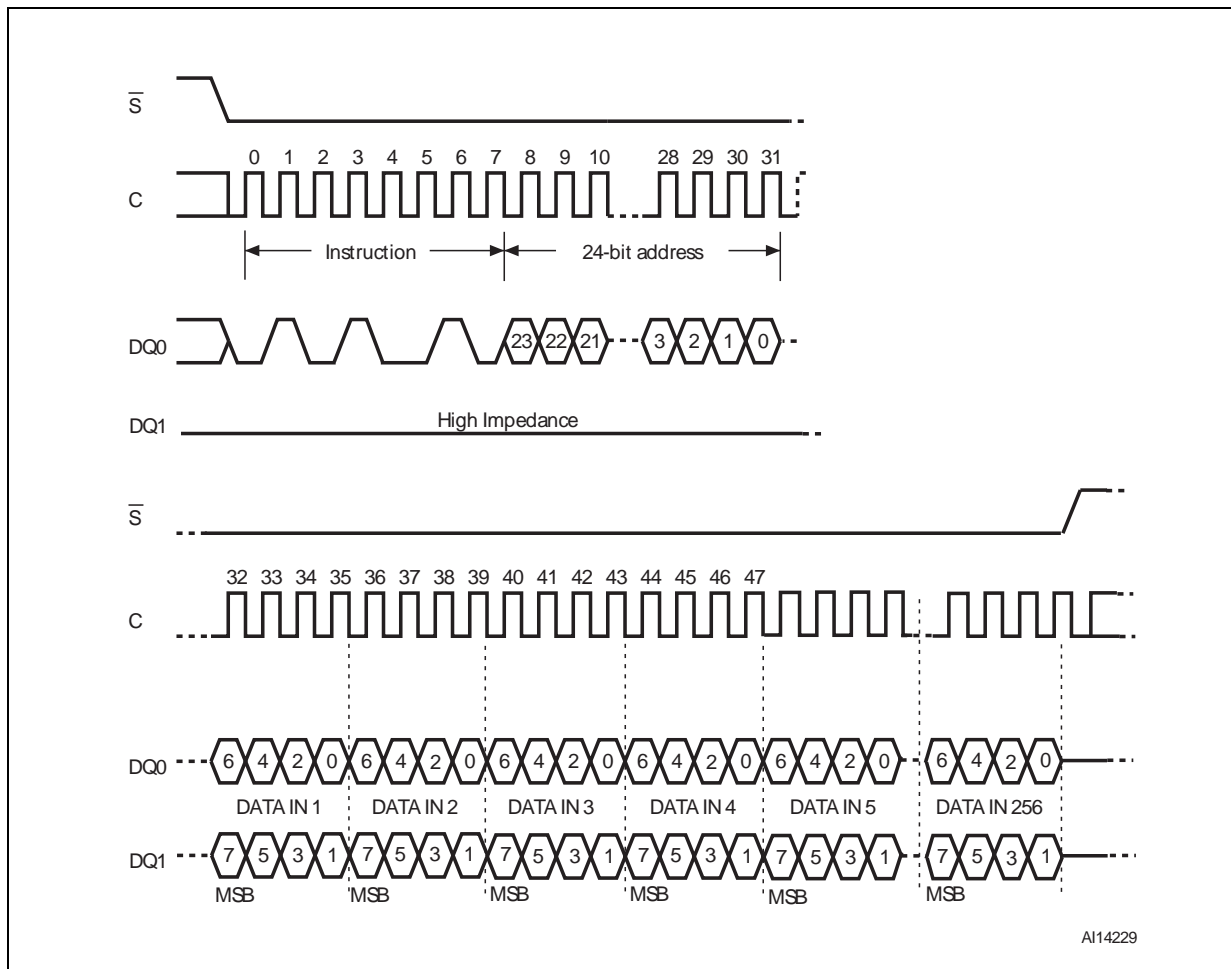 S
0 1 2 3 4 5 6 7 8 9 10 28 29 30 31
C
Instruction 24-bit address
DQ0 23 22 21 3 2 1 0
High Impedance
DQ1
S
32 33 34 35 36 37 38 39 40 41 42 43 44 45 46 47
C
DQ0 6 4 2 0 6 4 2 0 6 4 2 0 6 4 2 0 6 4 2 0 6 4 2 0
DATA IN 1 DATA IN 2 DATA IN 3 DATA IN 4 DATA IN 5 DATA IN 256
DQ1 7 5 3 1 7 5 3 1 7 5 3 1 7 5 3 1 7 5 3 1 7 5 3 1
MSB MSB MSB MSB MSB MSB
AI14229